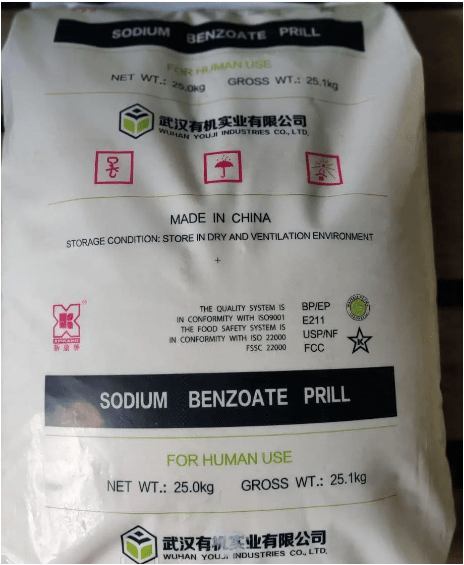 SODIUM BENZOATE PRILL
FOR HUMAN USE
NET WT.: 25.0kg GROSS WT.: 25.1kg
武汉有机实业有限公司
WUHAN YOUJI INDUSTRIES CO., LTD.
MADE IN CHINA
STORAGE CONDITION: STORE IN DRY AND VENTILATION ENVIRONMENT
THE QUALITY SYSTEM IS
IN CONFORMITY WITH ISO9001
THE FOOD SAFETY SYSTEM IS
IN CONFORMITY WITH ISO 22000
FSSC 22000
BP/EP
E211
USP/NF
FCC
K
SODIUM BENZOATE PRILL
FOR HUMAN USE
NET WT.: 25.0kg GROSS WT.: 25.1kg
武汉有机实业有限公司
WUHAN YOUJI INDUSTRIES CO., LTD.